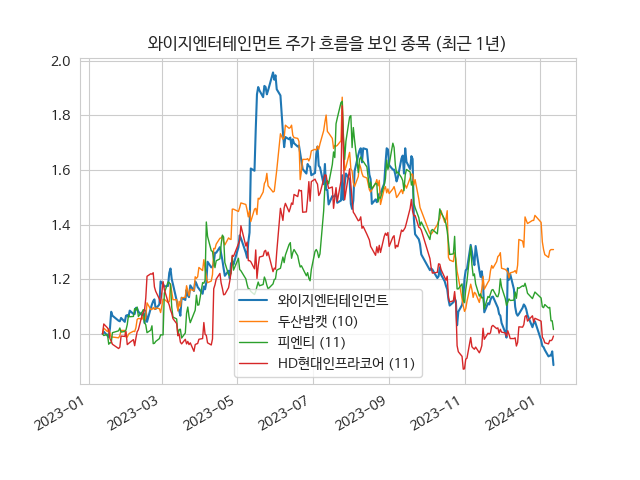 와이지엔터테인먼트 주가 흐름을 보인 종목 (최근 1년)
2.0
1.8
1.6
1.4
1.2
1.0
와이지엔터테인먼트
두산밥캣 (10)
피엔티 (11)
HD현대인프라코어 (11)
2023-01
2023-03
2023-05
2023-07
2023-09
2023-11
2024-01